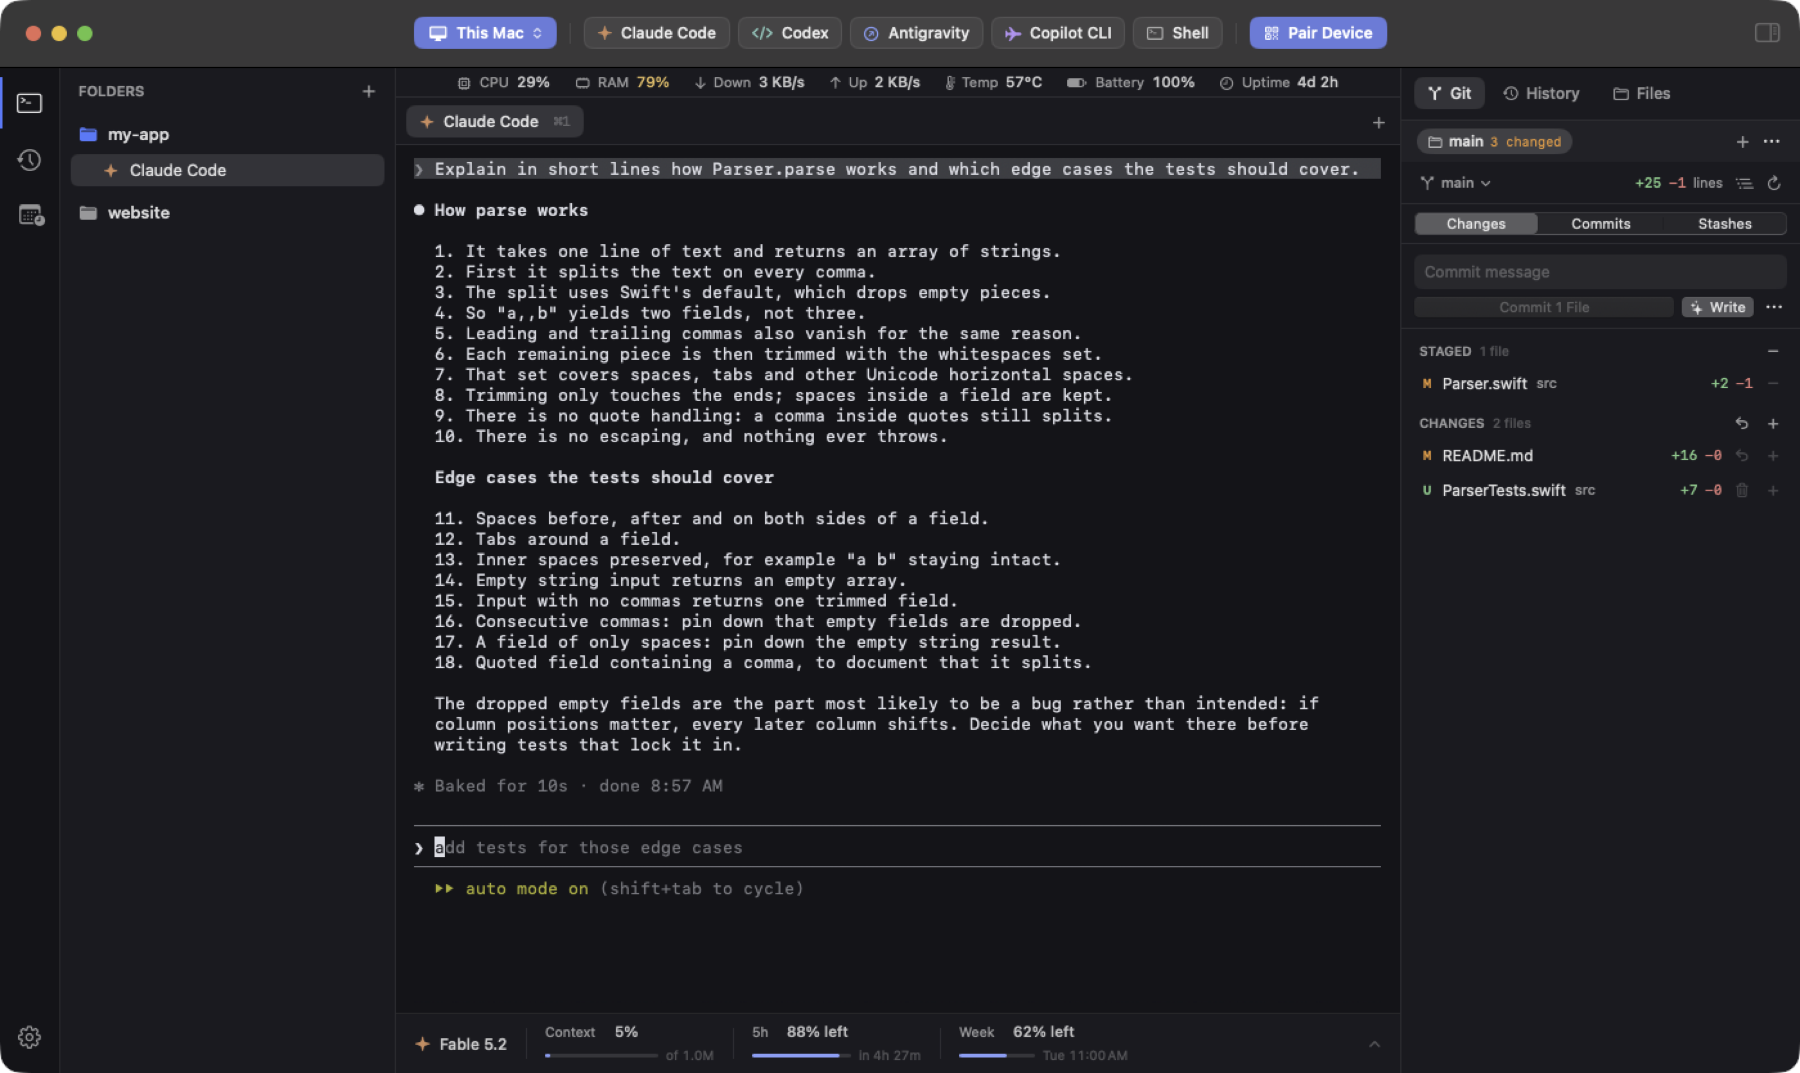 This Mac
Claude Code
Codex
Antigravity
Copilot CLI
Shell
Pair Device
FOLDERS
my-app
Claude Code
website
CPU 29%
RAM 79%
Down 3 KB/s
Up 2 KB/s
Temp 57°C
Battery 100%
Uptime 4d 2h
Claude Code ⌘1
❯ Explain in short lines how Parser.parse works and which edge cases the tests should cover.
● How parse works
1. It takes one line of text and returns an array of strings.
2. First it splits the text on every comma.
3. The split uses Swift's default, which drops empty pieces.
4. So "a,,b" yields two fields, not three.
5. Leading and trailing commas also vanish for the same reason.
6. Each remaining piece is then trimmed with the whitespaces set.
7. That set covers spaces, tabs and other Unicode horizontal spaces.
8. Trimming only touches the ends; spaces inside a field are kept.
9. There is no quote handling: a comma inside quotes still splits.
10. There is no escaping, and nothing ever throws.
Edge cases the tests should cover
11. Spaces before, after and on both sides of a field.
12. Tabs around a field.
13. Inner spaces preserved, for example "a b" staying intact.
14. Empty string input returns an empty array.
15. Input with no commas returns one trimmed field.
16. Consecutive commas: pin down that empty fields are dropped.
17. A field of only spaces: pin down the empty string result.
18. Quoted field containing a comma, to document that it splits.
The dropped empty fields are the part most likely to be a bug rather than intended: if
column positions matter, every later column shifts. Decide what you want there before
writing tests that lock it in.
✻ Baked for 10s · done 8:57 AM
❯ add tests for those edge cases
▸▸ auto mode on (shift+tab to cycle)
Fable 5.2
Context 5%
of 1.0M
5h 88% left
in 4h 27m
Week 62% left
Tue 11:00 AM
Git
History
Files
main 3 changed
main
+25 −1 lines
Changes
Commits
Stashes
Commit message
Commit 1 File
Write
STAGED 1 file
M Parser.swift src +2 −1
CHANGES 2 files
M README.md +16 −0
U ParserTests.swift src +7 −0